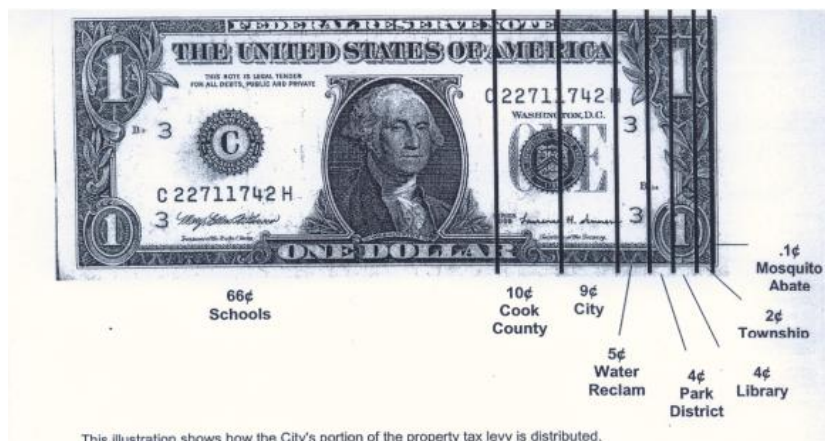 FEDERAL RESERVE NOTE
THE UNITED STATES OF AMERICA
THIS NOTE IS LEGAL TENDER
FOR ALL DEBTS, PUBLIC AND PRIVATE
C 22711742 H
WASHINGTON, D.C.
1
1
3
3
C
ONE
C 22711742 H
3
3
1
1
ONE DOLLAR
66¢
Schools
10¢
Cook
County
9¢
City
5¢
Water
Reclam
4¢
Park
District
4¢
Library
2¢
Township
.1¢
Mosquito
Abate
This illustration shows how the City's portion of the property tax levy is distributed.